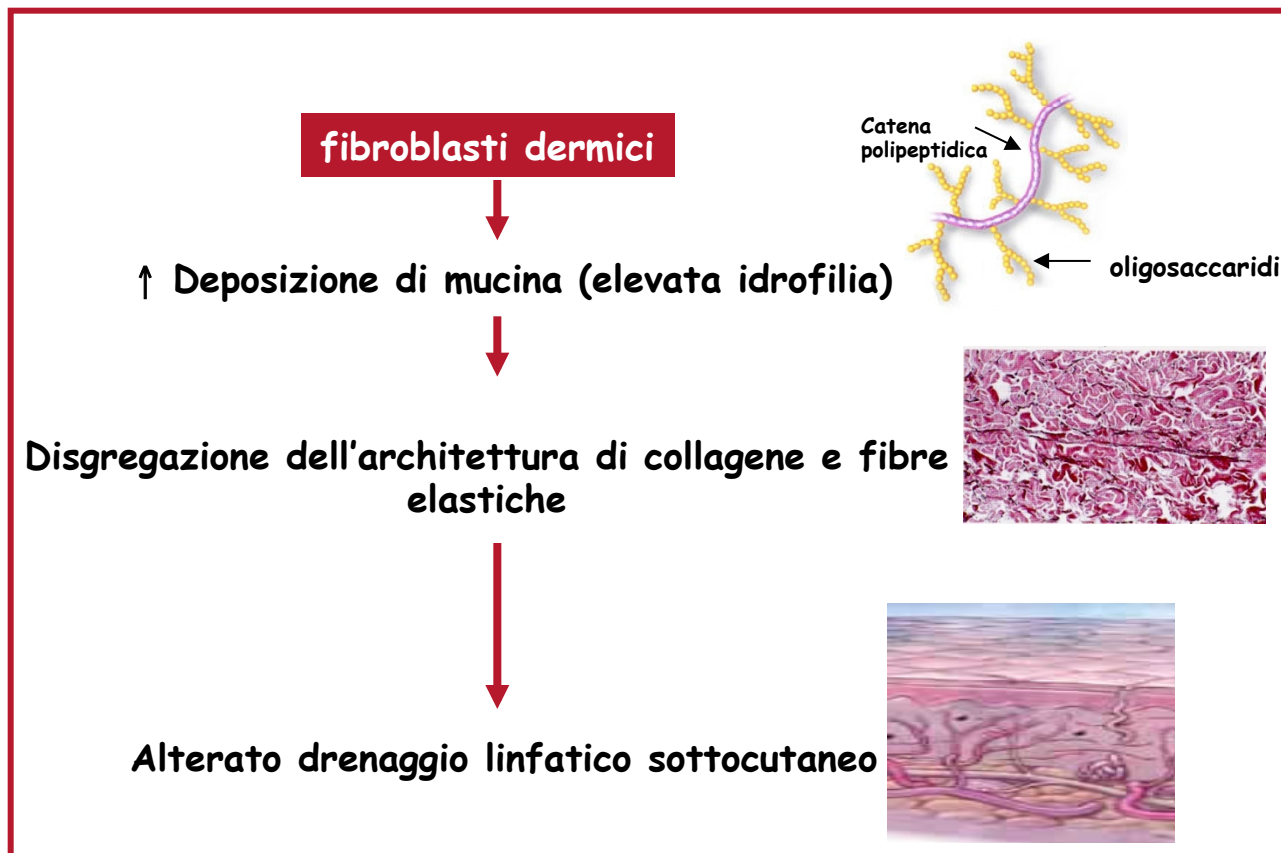 fibroblasti dermici
Catena
polipeptidica
oligosaccaridi
↑ Deposizione di mucina (elevata idrofilia)
Disgregazione dell’architettura di collagene e fibre
elastiche
Alterato drenaggio linfatico sottocutaneo